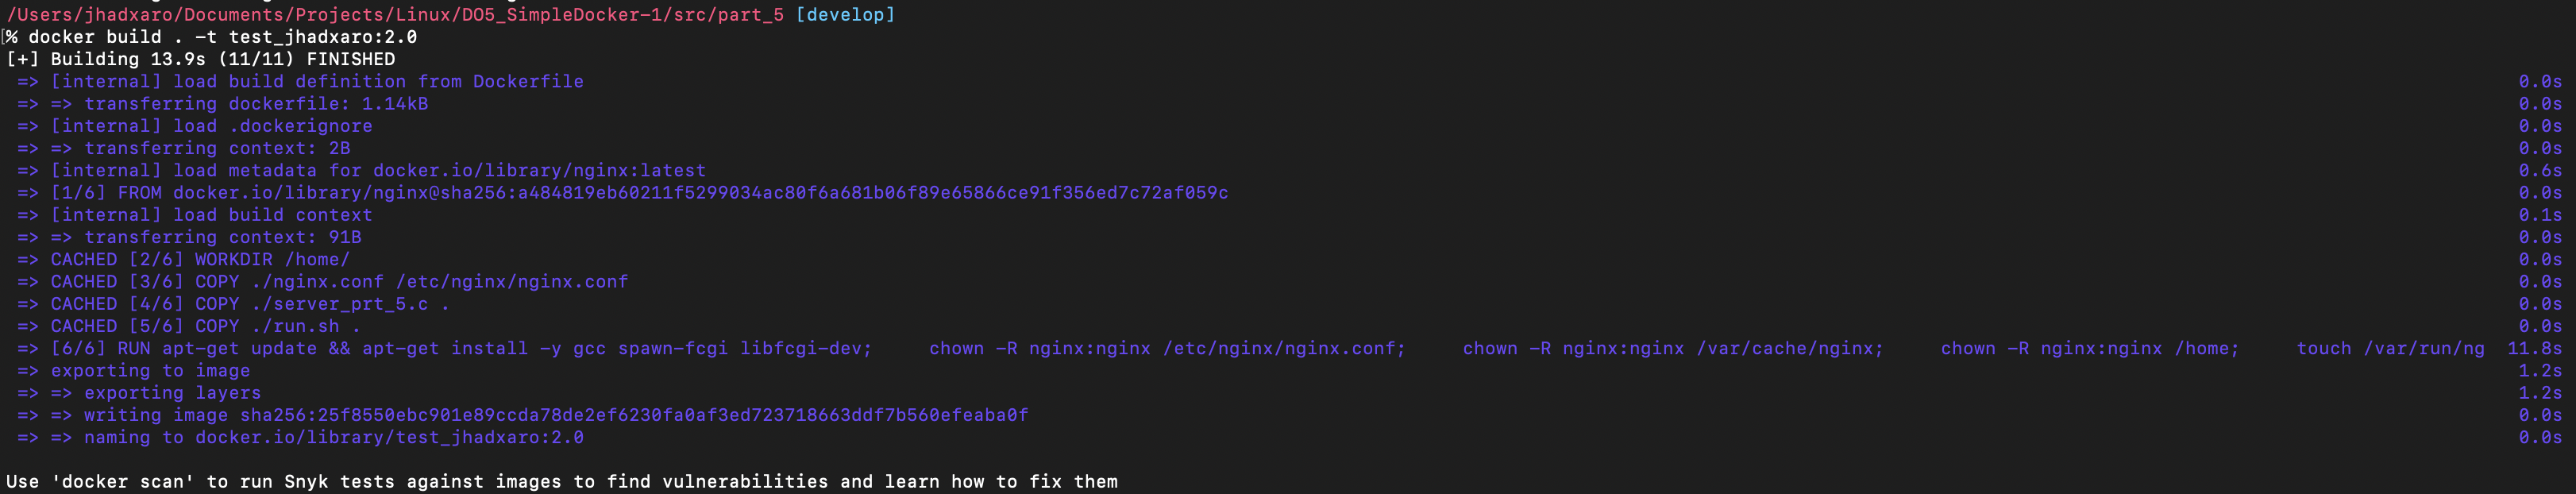 /Users/jhadxaro/Documents/Projects/Linux/DO5_SimpleDocker-1/src/part_5 [develop]
[% docker build . -t test_jhadxaro:2.0
[+] Building 13.9s (11/11) FINISHED
=> [internal] load build definition from Dockerfile 0.0s
=> => transferring dockerfile: 1.14kB 0.0s
=> [internal] load .dockerignore 0.0s
=> => transferring context: 2B 0.0s
=> [internal] load metadata for docker.io/library/nginx:latest 0.6s
=> [1/6] FROM docker.io/library/nginx@sha256:a484819eb60211f5299034ac80f6a681b06f89e65866ce91f356ed7c72af059c 0.0s
=> [internal] load build context 0.1s
=> => transferring context: 91B 0.0s
=> CACHED [2/6] WORKDIR /home/ 0.0s
=> CACHED [3/6] COPY ./nginx.conf /etc/nginx/nginx.conf 0.0s
=> CACHED [4/6] COPY ./server_prt_5.c . 0.0s
=> CACHED [5/6] COPY ./run.sh . 0.0s
=> [6/6] RUN apt-get update && apt-get install -y gcc spawn-fcgi libfcgi-dev; chown -R nginx:nginx /etc/nginx/nginx.conf; chown -R nginx:nginx /var/cache/nginx; chown -R nginx:nginx /home; touch /var/run/ng 11.8s
=> exporting to image 1.2s
=> => exporting layers 1.2s
=> => writing image sha256:25f8550ebc901e89ccda78de2ef6230fa0af3ed723718663ddf7b560efeaba0f 0.0s
=> => naming to docker.io/library/test_jhadxaro:2.0 0.0s
Use 'docker scan' to run Snyk tests against images to find vulnerabilities and learn how to fix them